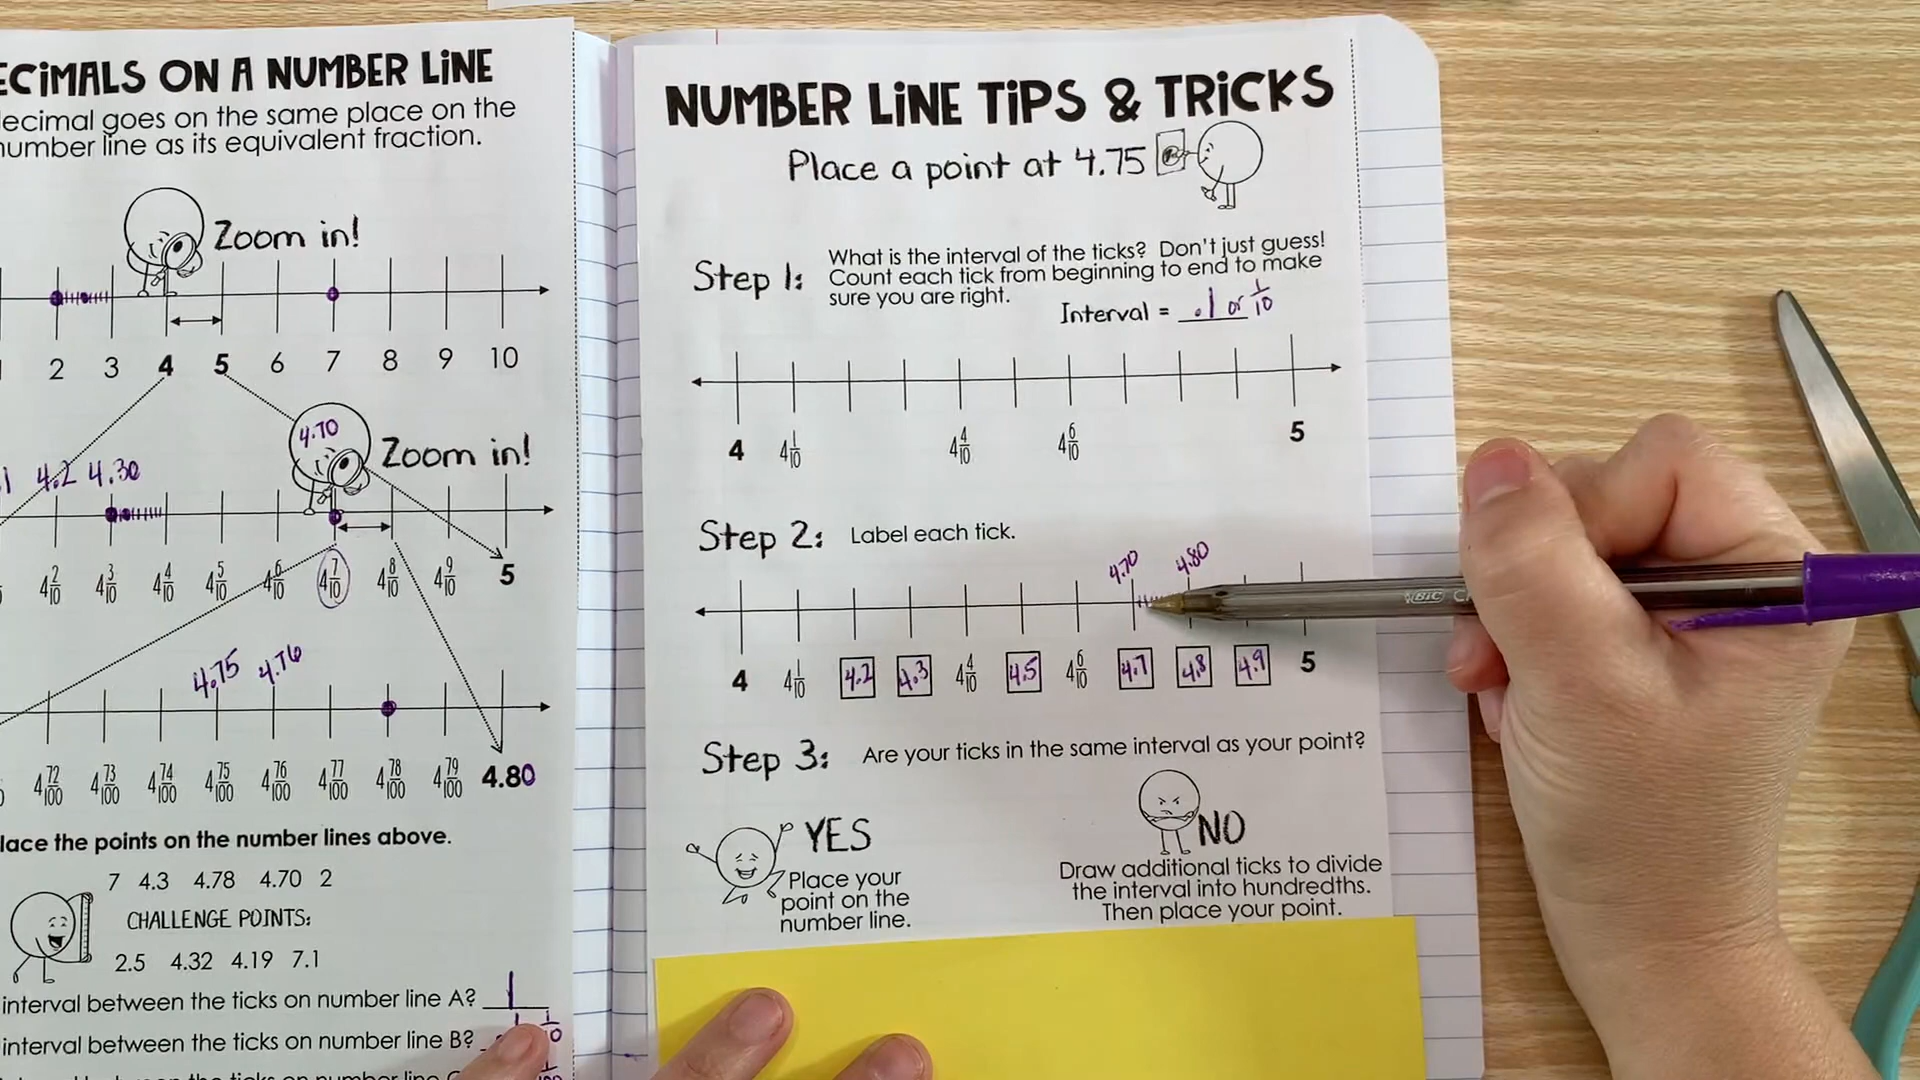 ECIMALS ON A NUMBER LINE
decimal goes on the same place on the
number line as its equivalent fraction.
Zoom in!
2 3 4 5 6 7 8 9 10
4.70
Zoom in!
4.2 4.30
4 2/10 4 3/10 4 4/10 4 5/10 4 6/10 4 7/10 4 8/10 4 9/10 5
4.75 4.76
4 72/100 4 73/100 4 74/100 4 75/100 4 76/100 4 77/100 4 78/100 4 79/100 4.80
lace the points on the number lines above.
7 4.3 4.78 4.70 2
CHALLENGE POINTS:
2.5 4.32 4.19 7.1
interval between the ticks on number line A? 1
interval between the ticks on number line B?
NUMBER LINE TIPS & TRICKS
Place a point at 4.75
Step 1: What is the interval of the ticks? Don't just guess!
Count each tick from beginning to end to make
sure you are right.
Interval = .1 or 1/10
4 4 1/10 4 4/10 4 6/10 5
Step 2: Label each tick.
4.70 4.80
BIC
4 4 1/10 4.2 4.3 4 4/10 4.5 4 6/10 4.7 4.8 4.9 5
Step 3: Are your ticks in the same interval as your point?
YES
Place your
point on the
number line.
NO
Draw additional ticks to divide
the interval into hundredths.
Then place your point.